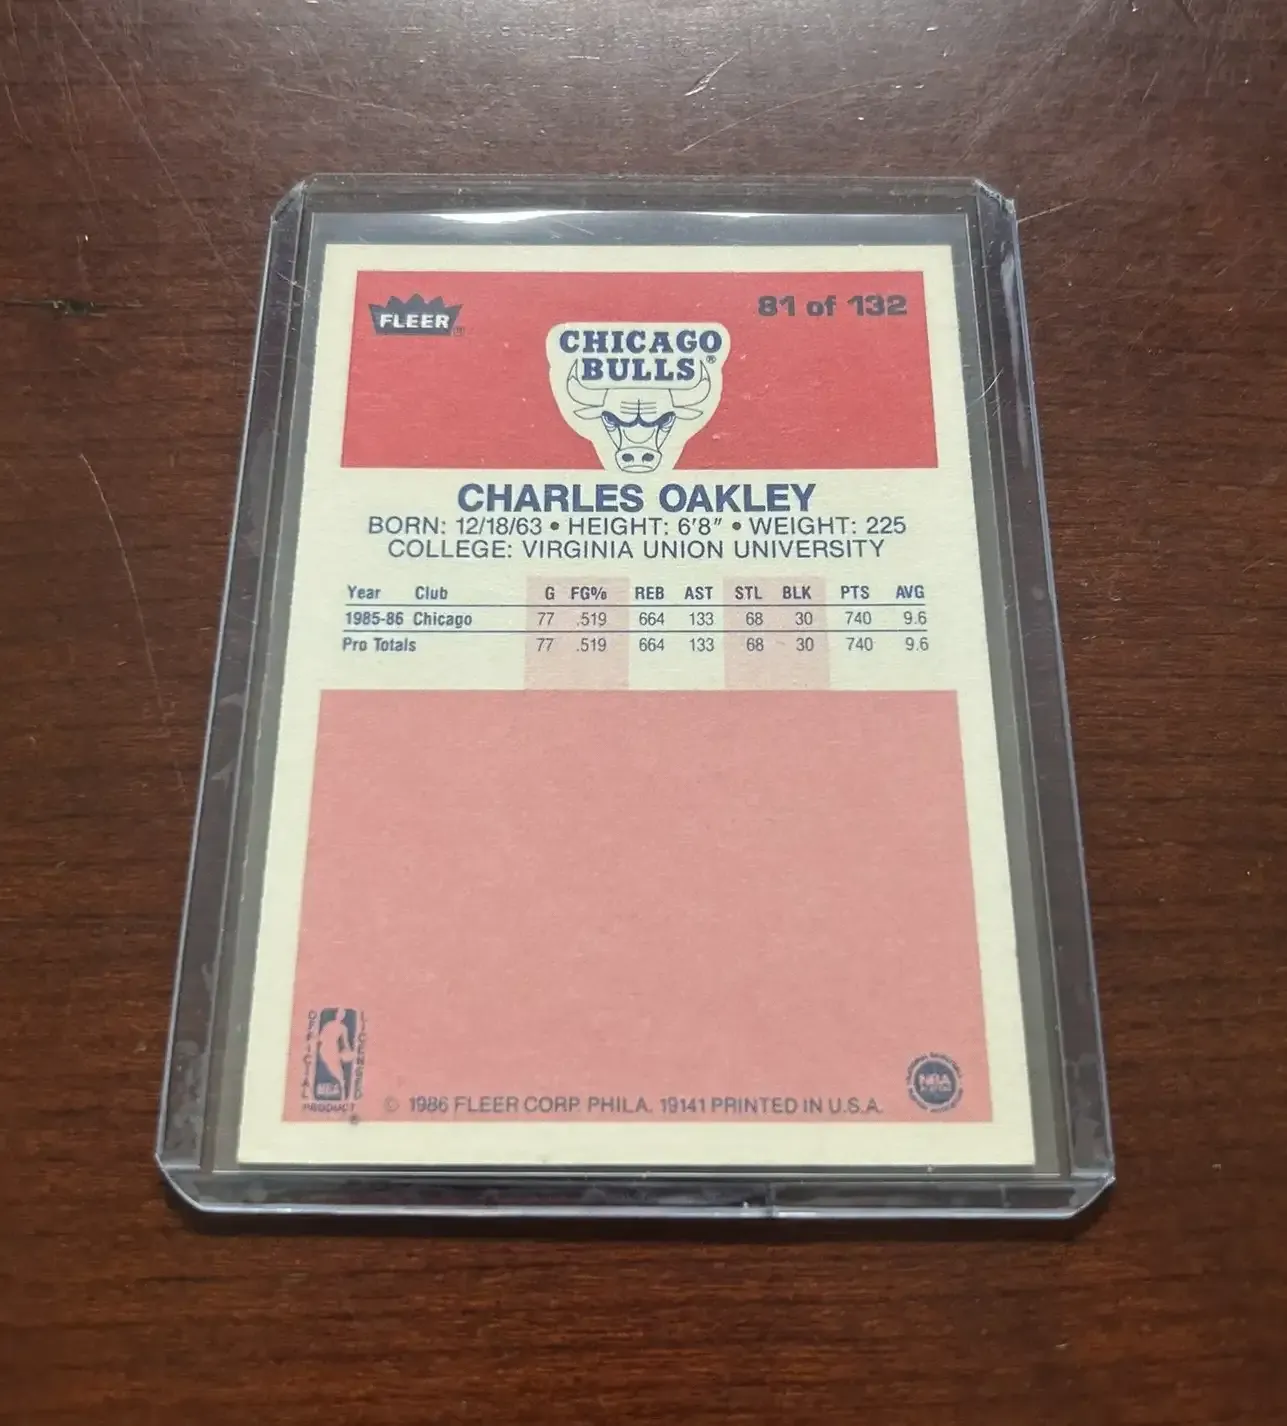 FLEER
81 of 132
CHICAGO
BULLS®
CHARLES OAKLEY
BORN: 12/18/63 • HEIGHT: 6'8" • WEIGHT: 225
COLLEGE: VIRGINIA UNION UNIVERSITY
Year Club G FG% REB AST STL BLK PTS AVG
1985-86 Chicago 77 .519 664 133 68 30 740 9.6
Pro Totals 77 .519 664 133 68 30 740 9.6
OFFICIAL LICENSED
NBA
PRODUCT
®
© 1986 FLEER CORP. PHILA. 19141 PRINTED IN U.S.A.
NBA